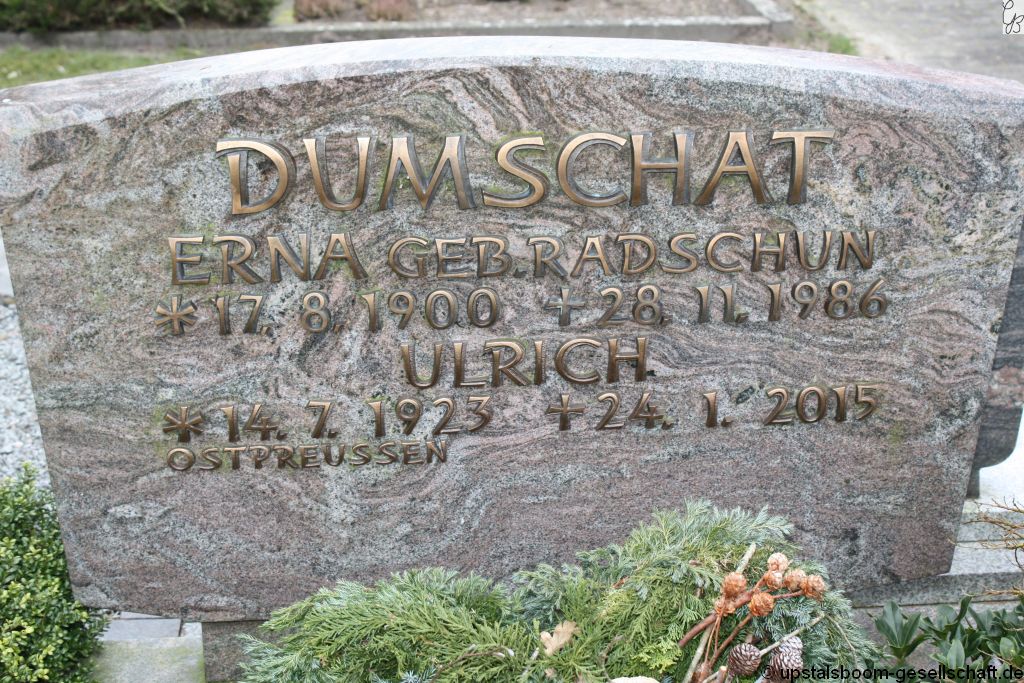 DUMSCHAT
ERNA GEB. RADSCHUN
* 17. 8. 1900 † 28. 11. 1986
ULRICH
* 14. 7. 1923 † 24. 1. 2015
OSTPREUSSEN
© upstalsboom-gesellschaft.de